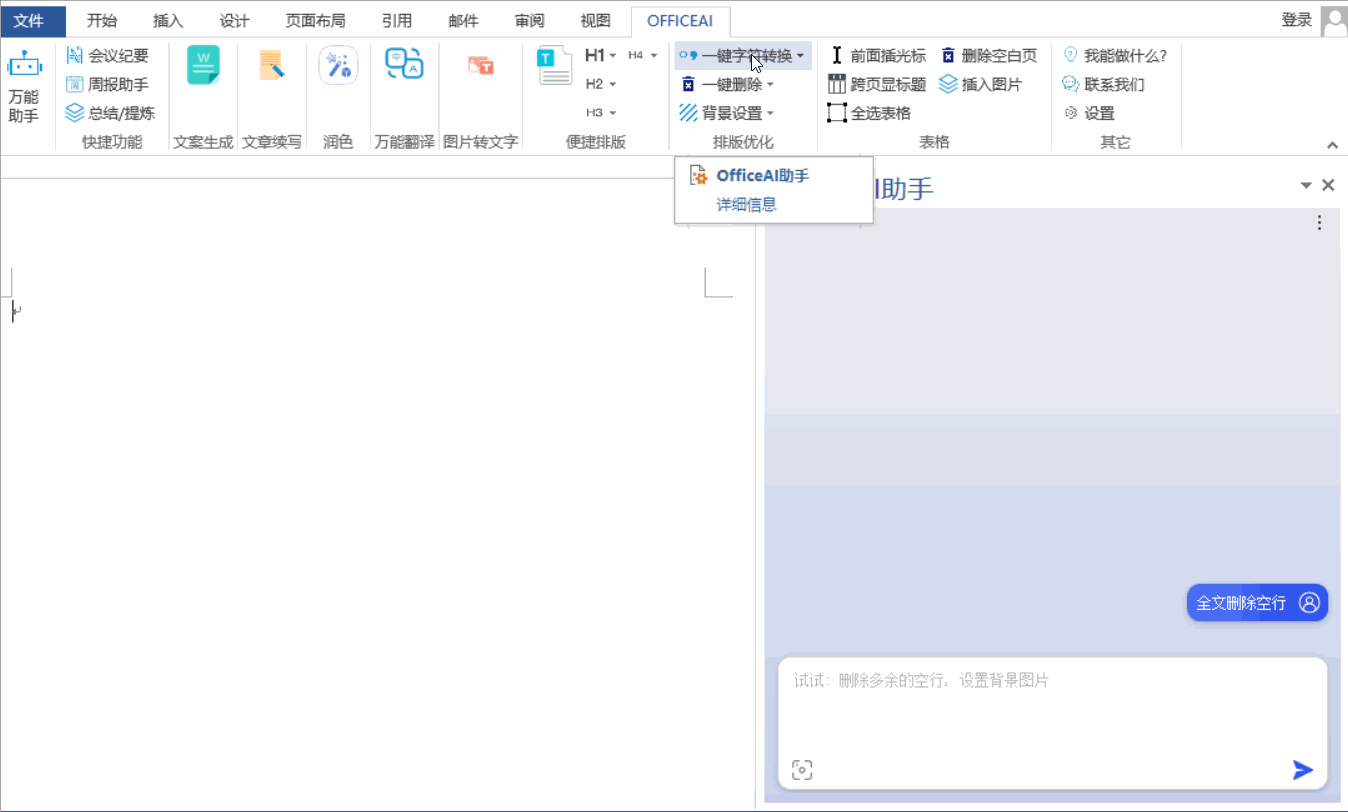 文件 开始 插入 设计 页面布局 引用 邮件 审阅 视图 OFFICEAI 登录
万能助手
会议纪要
周报助手
总结/提炼
快捷功能
W
文案生成
文章续写
润色
万能翻译
图片转文字
H1 H4
H2
H3
便捷排版
一键字符转换
一键删除
背景设置
排版优化
前面插光标 删除空白页
跨页显标题 插入图片
全选表格
表格
我能做什么?
联系我们
设置
其它
OfficeAI助手
详细信息
I助手
全文删除空行
试试：删除多余的空行，设置背景图片